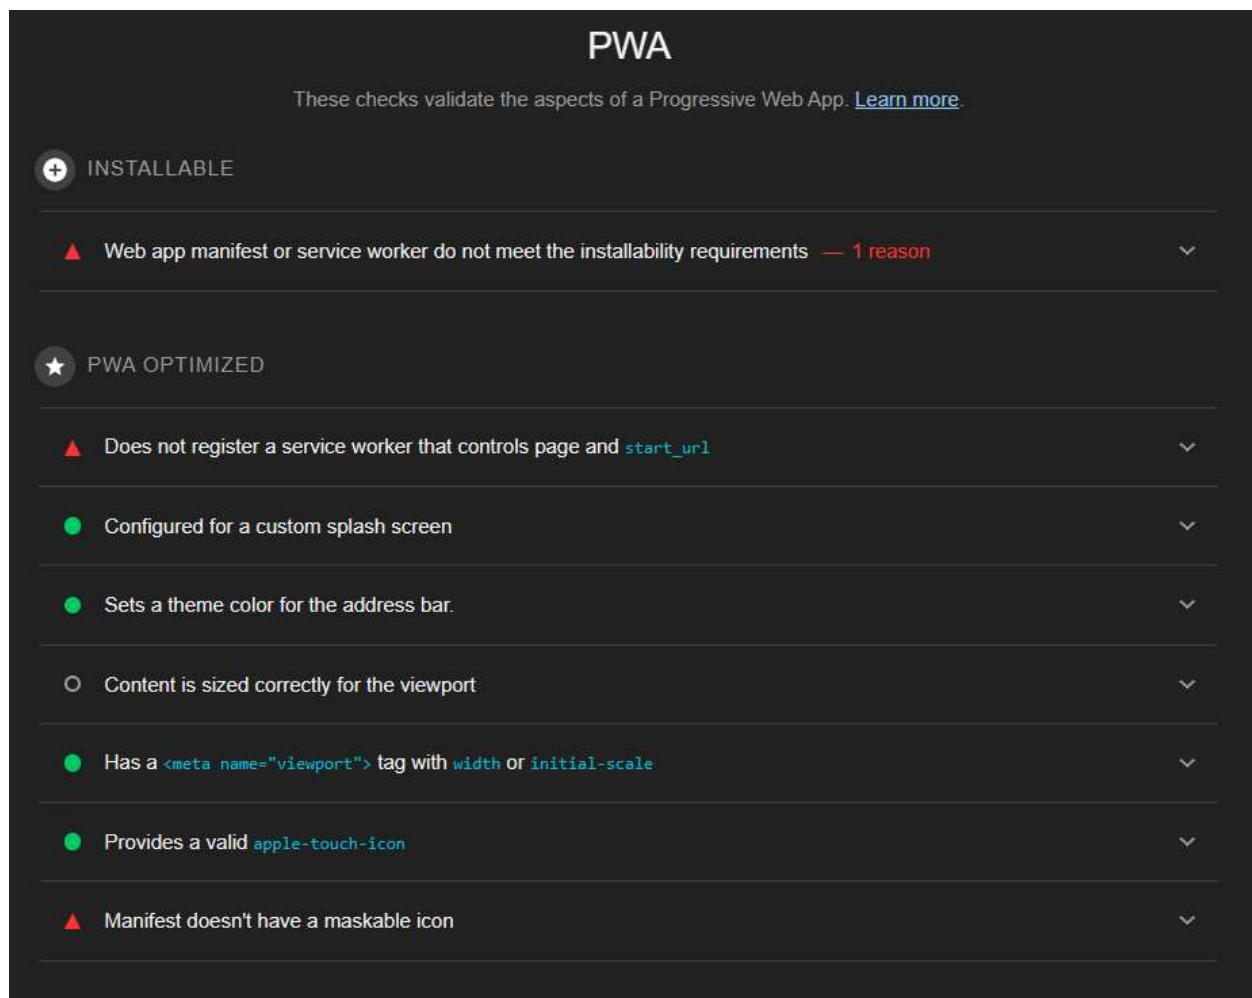 PWA
These checks validate the aspects of a Progressive Web App. Learn more.
INSTALLABLE
Web app manifest or service worker do not meet the installability requirements — 1 reason
PWA OPTIMIZED
Does not register a service worker that controls page and start_url
Configured for a custom splash screen
Sets a theme color for the address bar.
Content is sized correctly for the viewport
Has a <meta name="viewport"> tag with width or initial-scale
Provides a valid apple-touch-icon
Manifest doesn't have a maskable icon